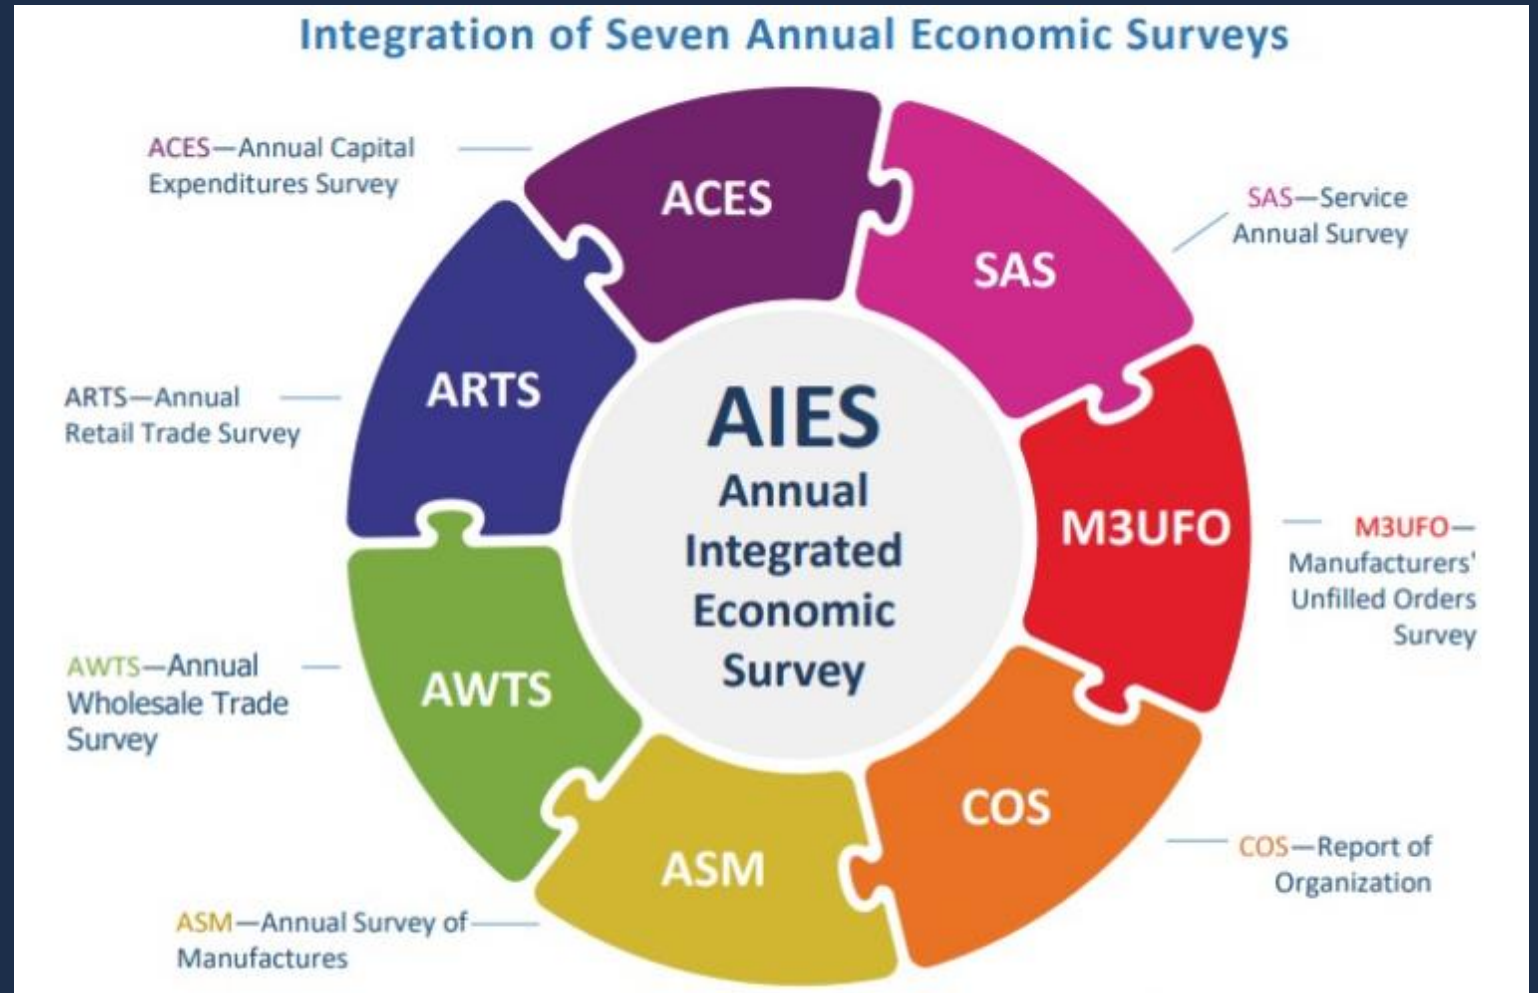 Integration of Seven Annual Economic Surveys
ACES—Annual Capital
Expenditures Survey
ACES
SAS
SAS—Service
Annual Survey
ARTS
ARTS—Annual
Retail Trade Survey
AIES
Annual
Integrated
Economic
Survey
M3UFO
M3UFO—
Manufacturers'
Unfilled Orders
Survey
AWTS—Annual
Wholesale Trade
Survey
AWTS
COS
COS—Report of
Organization
ASM
ASM—Annual Survey of
Manufactures